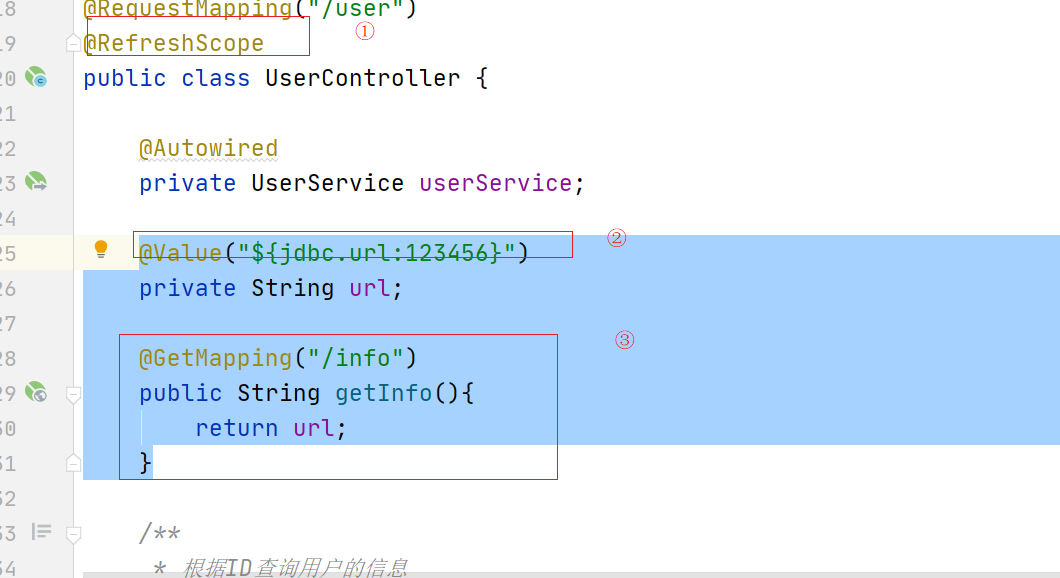 18 @RequestMapping("/user")
19 @RefreshScope ①
20 public class UserController {
21
22 @Autowired
23 private UserService userService;
24
25 @Value("${jdbc.url:123456}") ②
26 private String url;
27
28 @GetMapping("/info") ③
29 public String getInfo(){
30 return url;
31 }
32
33 /**
34 * 根据ID查询用户的信息